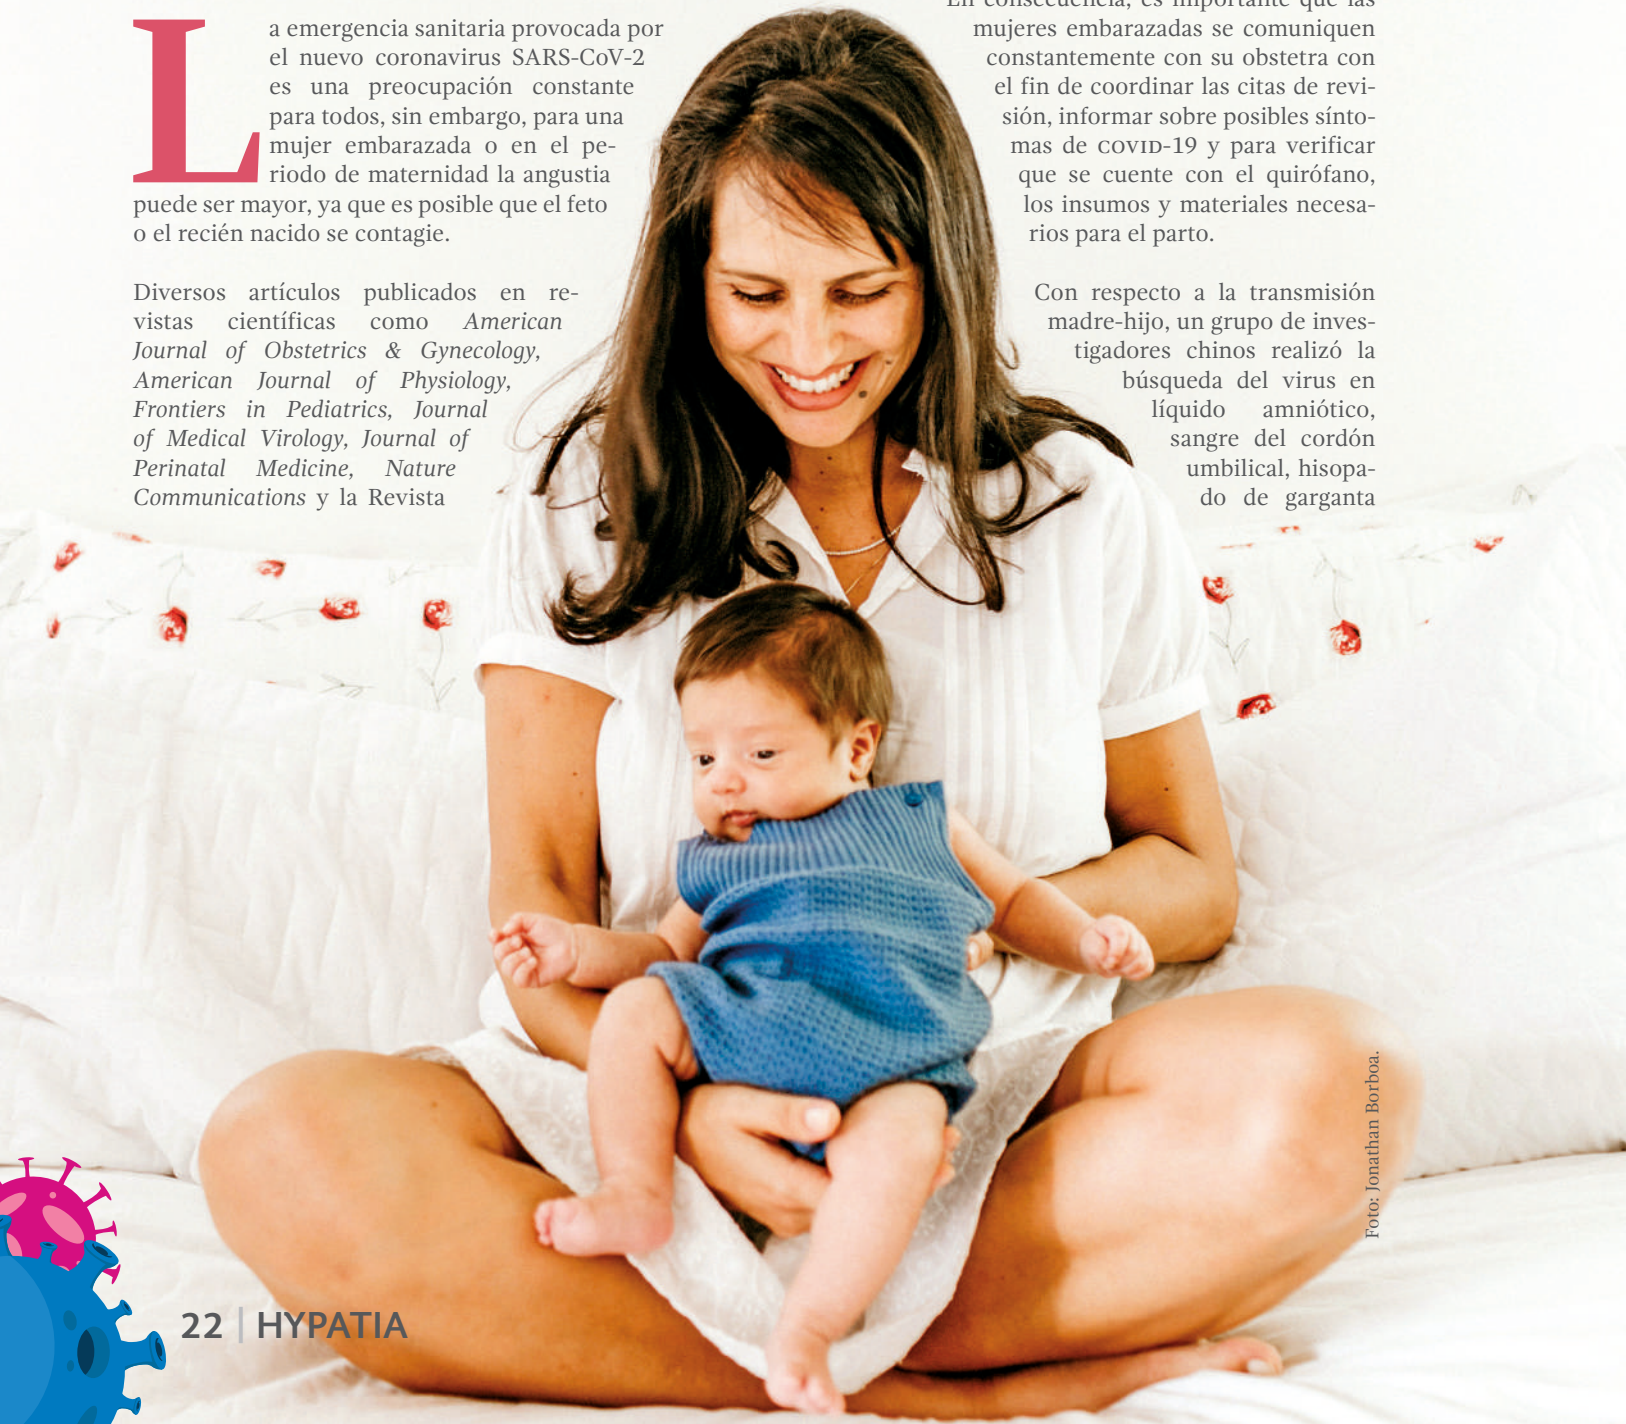 La emergencia sanitaria provocada por
el nuevo coronavirus SARS-CoV-2
es una preocupación constante
para todos, sin embargo, para una
mujer embarazada o en el pe-
riodo de maternidad la angustia
puede ser mayor, ya que es posible que el feto
o el recién nacido se contagie.
Diversos artículos publicados en re-
vistas científicas como American
Journal of Obstetrics & Gynecology,
American Journal of Physiology,
Frontiers in Pediatrics, Journal
of Medical Virology, Journal of
Perinatal Medicine, Nature
Communications y la Revista
En consecuencia, es importante que las
mujeres embarazadas se comuniquen
constantemente con su obstetra con
el fin de coordinar las citas de revi-
sión, informar sobre posibles sínto-
mas de COVID-19 y para verificar
que se cuente con el quirófano,
los insumos y materiales necesa-
rios para el parto.
Con respecto a la transmisión
madre-hijo, un grupo de inves-
tigadores chinos realizó la
búsqueda del virus en
líquido amniótico,
sangre del cordón
umbilical, hisopa-
do de garganta
Foto: Jonathan Borboa.
22 | HYPATIA